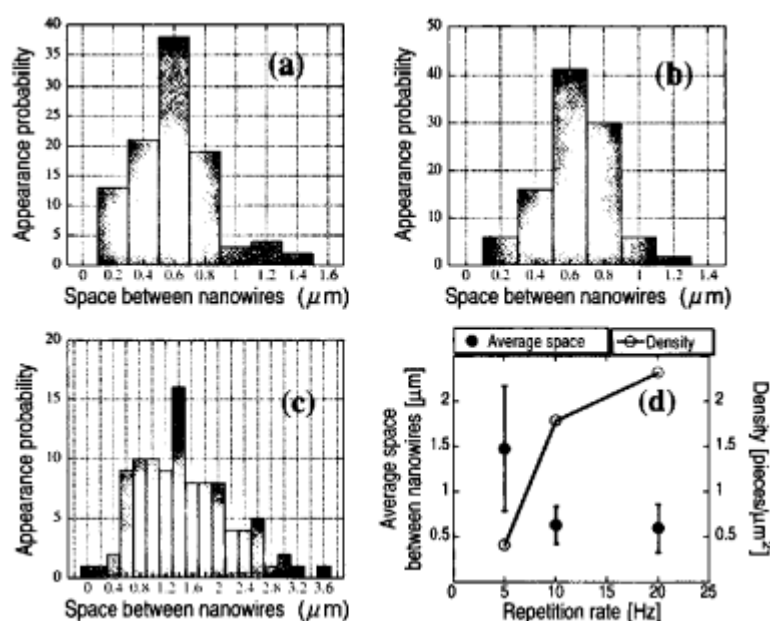 (a)
Appearance probability
40
35
30
25
20
15
10
5
0
0 0.2 0.4 0.6 0.8 1 1.2 1.4 1.6
Space between nanowires (μm)
(b)
Appearance probability
50
40
30
20
10
0
0 0.2 0.4 0.6 0.8 1 1.2 1.4
Space between nanowires (μm)
(c)
Appearance probability
20
15
10
5
0
0 0.4 0.8 1.2 1.6 2 2.4 2.8 3.2 3.6
Space between nanowires (μm)
Average space Density
(d)
Average space
between nanowires [μm]
2
1.5
1
0.5
Density [pieces/μm²]
2
1.5
1
0.5
0 5 10 15 20 25
Repetition rate [Hz]